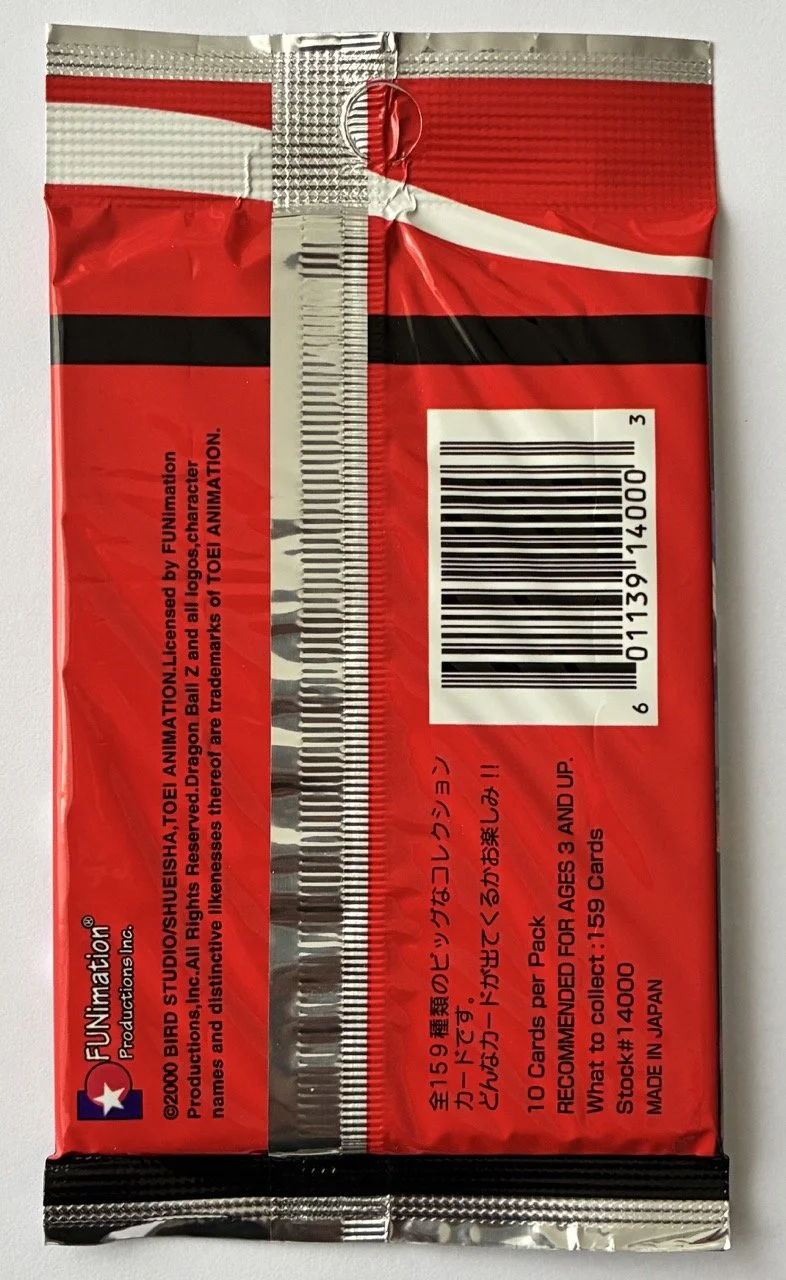 FUNimation®
Productions,Inc.
©2000 BIRD STUDIO/SHUEISHA,TOEI ANIMATION.Licensed by FUNimation
Productions,Inc.All Rights Reserved.Dragon Ball Z and all logos,character
names and distinctive likenesses thereof are trademarks of TOEI ANIMATION.
全159種類のビッグなコレクション
カードです。
どんなカードが出てくるかお楽しみ!!
10 Cards per Pack
RECOMMENDED FOR AGES 3 AND UP.
What to collect:159 Cards
Stock#14000
MADE IN JAPAN
6 01139 14000 3